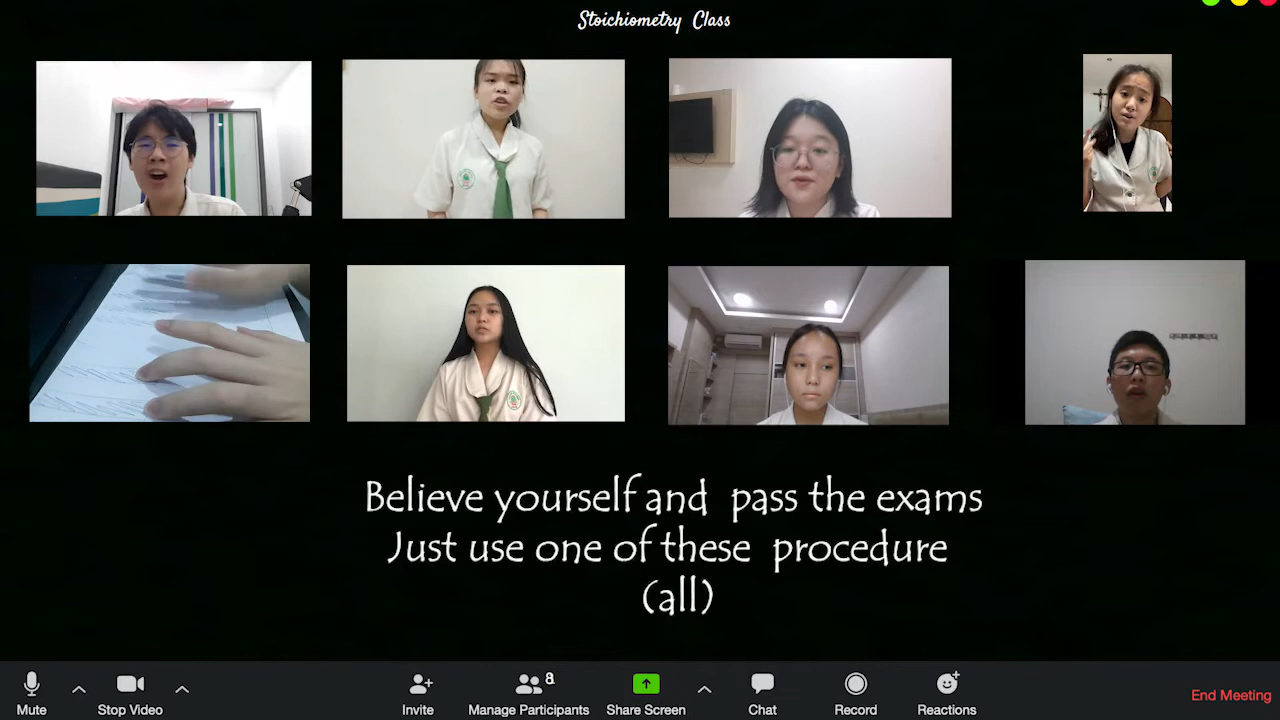 Stoichiometry Class
Believe yourself and pass the exams
Just use one of these procedure
(all)
Mute
Stop Video
Invite
Manage Participants
8
Share Screen
Chat
Record
Reactions
End Meeting